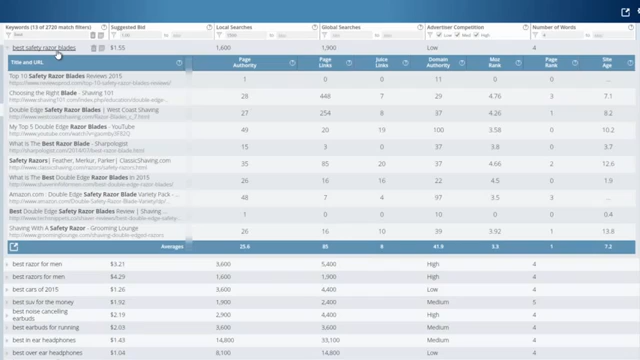 Keywords (13 of 2720 match filters) Suggested Bid Local Searches Global Searches Advertiser Competition Number of Words
best
Low Med High
best safety razor blades $1.55 1,600 1,900 Low 4
Title and URL Page Authority Page Links Juice Links Domain Authority Moz Rank Page Rank Site Age
Top 10 Safety Razor Blades Reviews 2015 1 0 0 11 0 0 ...
Choosing the Right Blade - Shaving 101 28 448 7 29 4.76 3 7.1
Double Edge Safety Razor Blades | West Coast Shaving 27 254 8 37 4.26 1 9.1
My Top 5 Double Edge Razor Blades - YouTube 49 20 19 100 3.58 0 10.2
What Is The Best Razor Blade - Sharpologist 15 3 0 37 3 0 3.7
Safety Razors| Feather, Merkur, Parker| ClassicShaving.com 35 85 20 37 4.66 2 12.6
What Is The Best Double Edge Razor Blades In 2015 26 16 16 22 4.5 0 1.9
Amazon.com : Double Edge Safety Razor Blade Variety Pack - 48 7 4 97 3.5 3 ...
Best Double Edge Safety Razor Blades Review | Shaving ... 1 0 0 10 0 0 0.4
Shaving With A Safety Razor - Grooming Lounge 26 16 10 39 3.92 1 13.8
Averages 25.6 85 8 41.9 3.3 1 7.2
best razor for men $3.21 3,600 5,400 High 4
best razors for men $4.29 1,600 1,900 High 4
best cars of 2015 $1.26 1,600 2,400 Low 4
best suv for the money $1.92 1,900 2,400 Medium 5
best noise cancelling earbuds $2.19 2,900 4,400 High 4
best earbuds for running $2.03 3,600 4,400 High 4
best in ear headphones $1.43 14,800 33,100 Medium 4
best over ear headphones $1.04 8,100 14,800 Low 4